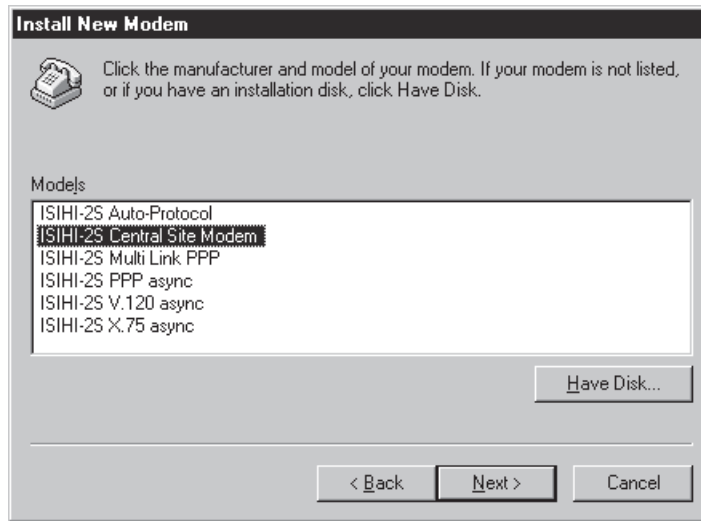 Install New Modem
Click the manufacturer and model of your modem. If your modem is not listed,
or if you have an installation disk, click Have Disk.
Models
ISIHI-2S Auto-Protocol
ISIHI-2S Central Site Modem
ISIHI-2S Multi Link PPP
ISIHI-2S PPP async
ISIHI-2S V.120 async
ISIHI-2S X.75 async
Have Disk...
< Back
Next >
Cancel